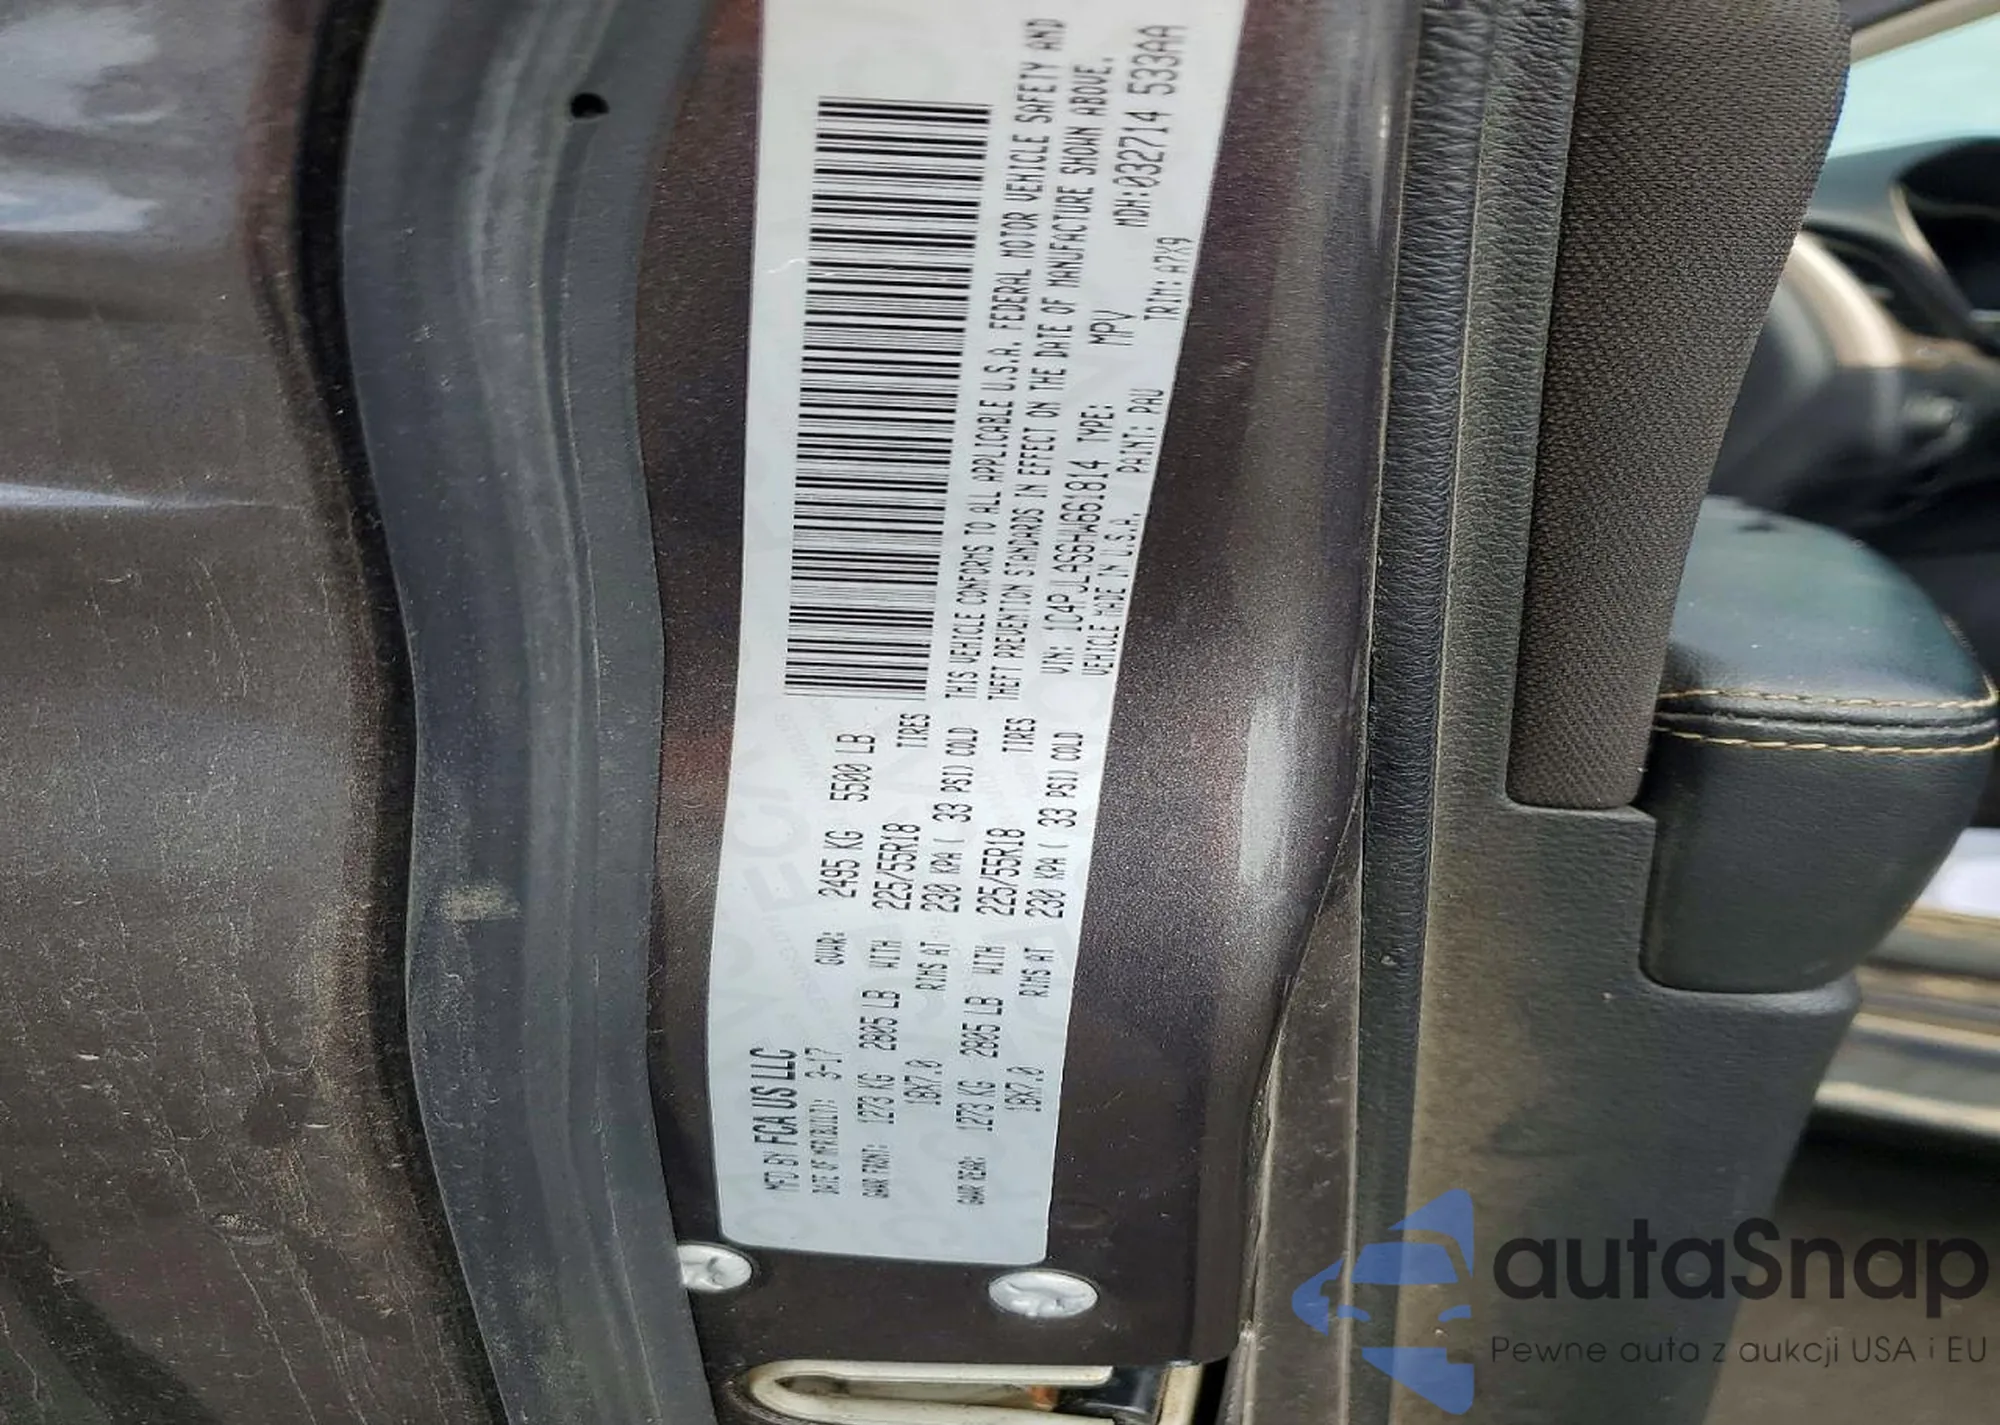 MFD BY FCA US LLC
DATE OF MFR(BUILT): 3-17 GVWR: 2495 KG 5500 LB
GAWR FRONT: 1273 KG 2805 LB WITH 225/55R18 TIRES
18X7.0 RIMS AT 230 KPA( 33 PSI) COLD
GAWR REAR: 1273 KG 2805 LB WITH 225/55R18 TIRES
18X7.0 RIMS AT 230 KPA( 33 PSI) COLD
THIS VEHICLE CONFORMS TO ALL APPLICABLE U.S.A. FEDERAL MOTOR VEHICLE SAFETY AND
THEFT PREVENTION STANDARDS IN EFFECT ON THE DATE OF MANUFACTURE SHOWN ABOVE.
VIN: 1C4PJLAS6HW661814 TYPE: MPV MDH:032714 533AA
VEHICLE MADE IN U.S.A. PAINT: PAU TRIM: A7X9
autaSnap
Pewne auta z aukcji USA i EU